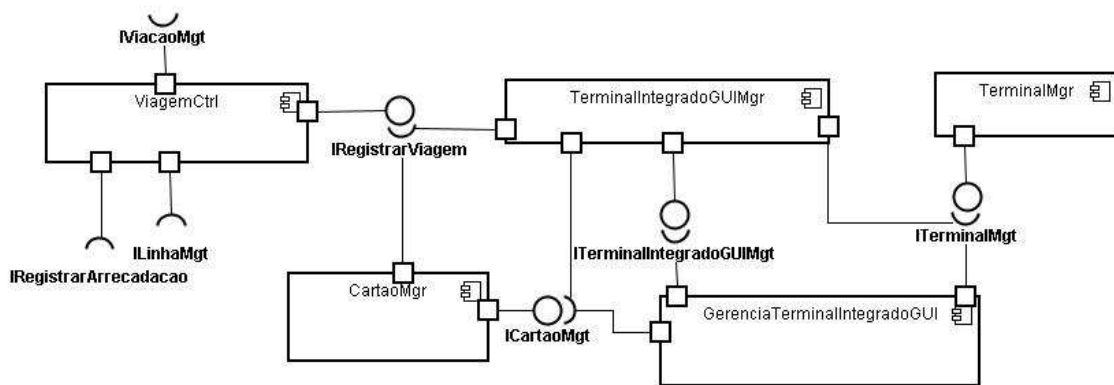 IViacaoMgt
ViagemCtrl
TerminalIntegradoGUIMgr
TerminalMgr
IRegistrarViagem
ILinhaMgt
IRegistrarArrecadacao
ITerminalIntegradoGUIMgt
ITerminalMgt
CartaoMgr
GerenciaTerminalIntegradoGUI
ICartaoMgt